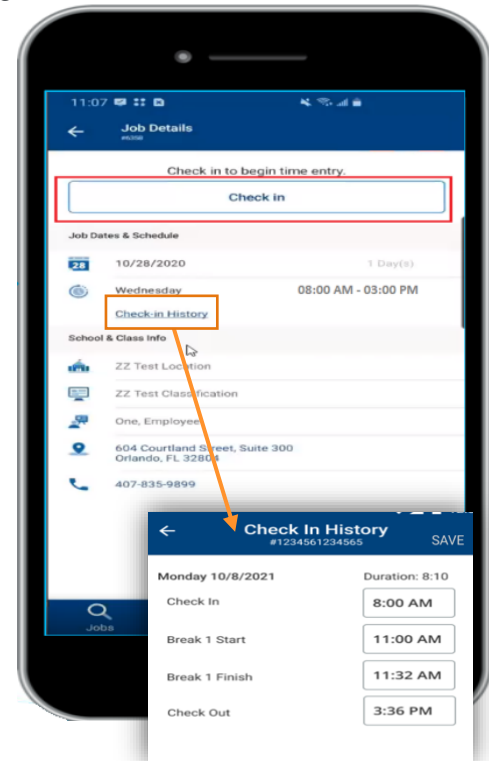 11:07
Job Details
#6358
Check in to begin time entry.
Check in
Job Dates & Schedule
28 10/28/2020 1 Day(s)
Wednesday 08:00 AM - 03:00 PM
Check-in History
School & Class Info
ZZ Test Location
ZZ Test Classification
One, Employee
604 Courtland Street, Suite 300
Orlando, FL 32804
407-835-9899
Jobs
Check In History
#1234561234565 SAVE
Monday 10/8/2021 Duration: 8:10
Check In 8:00 AM
Break 1 Start 11:00 AM
Break 1 Finish 11:32 AM
Check Out 3:36 PM